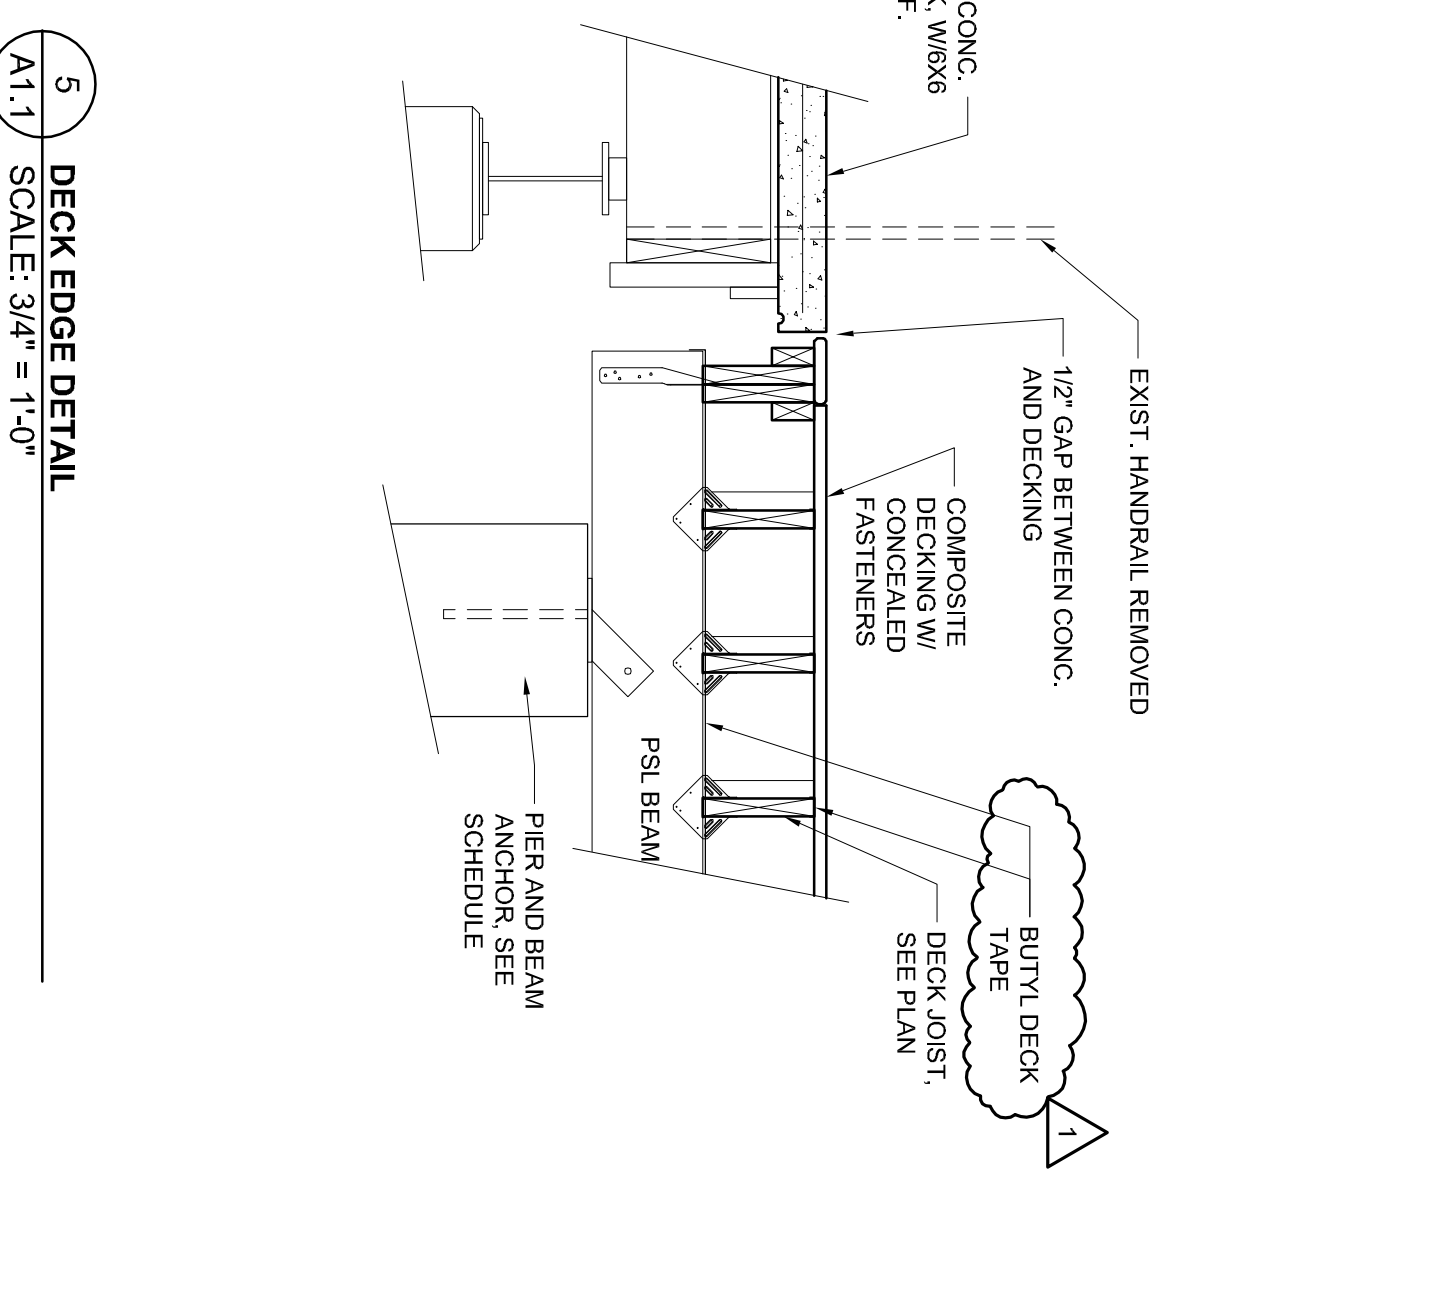 CONC.
W/6X6
EXIST. HANDRAIL REMOVED
1/2" GAP BETWEEN CONC.
AND DECKING
COMPOSITE
DECKING W/
CONCEALED
FASTENERS
BUTYL DECK
TAPE
1
DECK JOIST,
SEE PLAN
PSL BEAM
PIER AND BEAM
ANCHOR, SEE
SCHEDULE
5
A1.1
DECK EDGE DETAIL
SCALE: 3/4" = 1'-0"